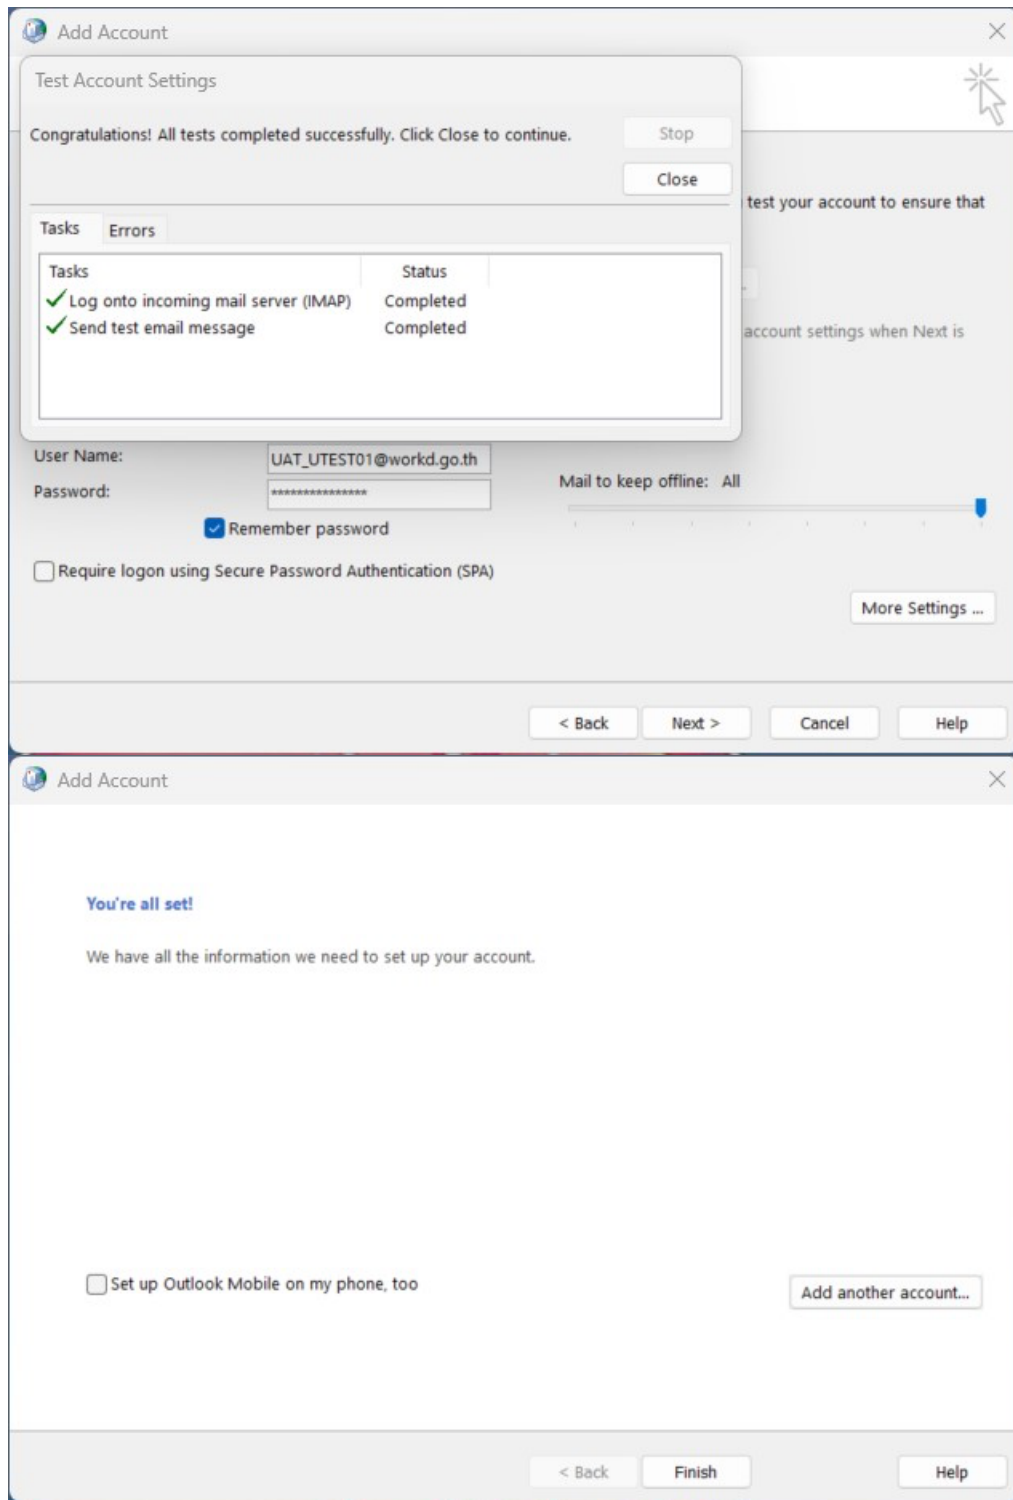 Add Account
Test Account Settings
Congratulations! All tests completed successfully. Click Close to continue.
Stop
Close
test your account to ensure that
Tasks
Errors
Tasks Status
Log onto incoming mail server (IMAP) Completed
Send test email message Completed
account settings when Next is
User Name: UAT_UTEST01@workd.go.th
Password: ***************
Mail to keep offline: All
Remember password
Require logon using Secure Password Authentication (SPA)
More Settings ...
< Back Next > Cancel Help
Add Account
You're all set!
We have all the information we need to set up your account.
Set up Outlook Mobile on my phone, too
Add another account...
< Back Finish Help